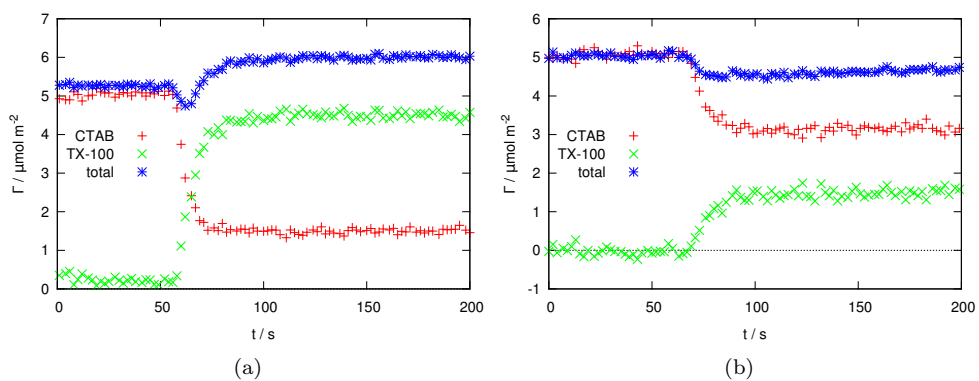 6
5
4
3
2
1
0
Γ / µmol m⁻²
CTAB
TX-100
total
0 50 100 150 200
t / s
(a)
6
5
4
3
2
1
0
-1
Γ / µmol m⁻²
CTAB
TX-100
total
0 50 100 150 200
t / s
(b)